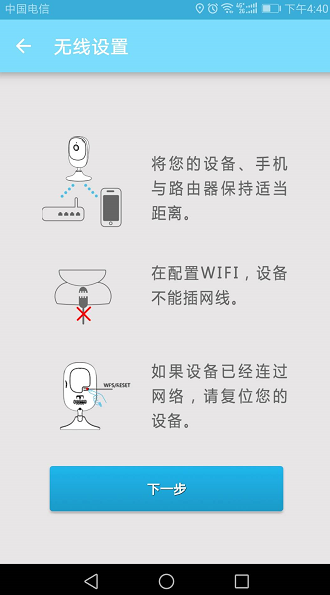 中国电信
下午4:40
无线设置
将您的设备、手机
与路由器保持适当
距离。
在配置WIFI，设备
不能插网线。
如果设备已经连过
网络，请复位您的
设备。
WFS/RESET
下一步